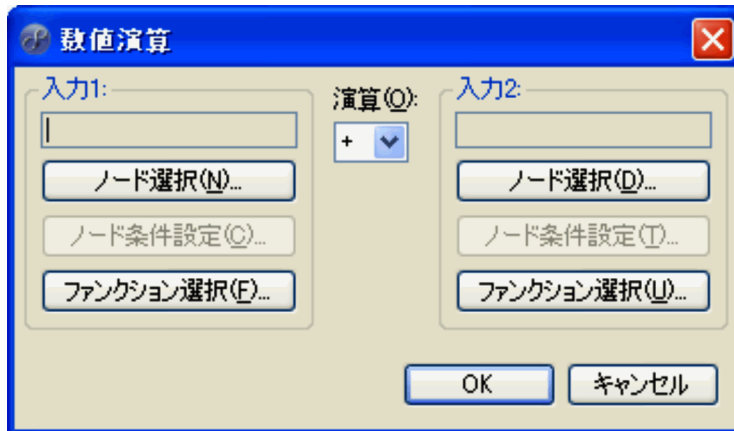 数値演算
入力1:
演算(O):
入力2:
+
ノード選択(N)...
ノード選択(D)...
ノード条件設定(C)...
ノード条件設定(T)...
ファンクション選択(F)...
ファンクション選択(U)...
OK
キャンセル